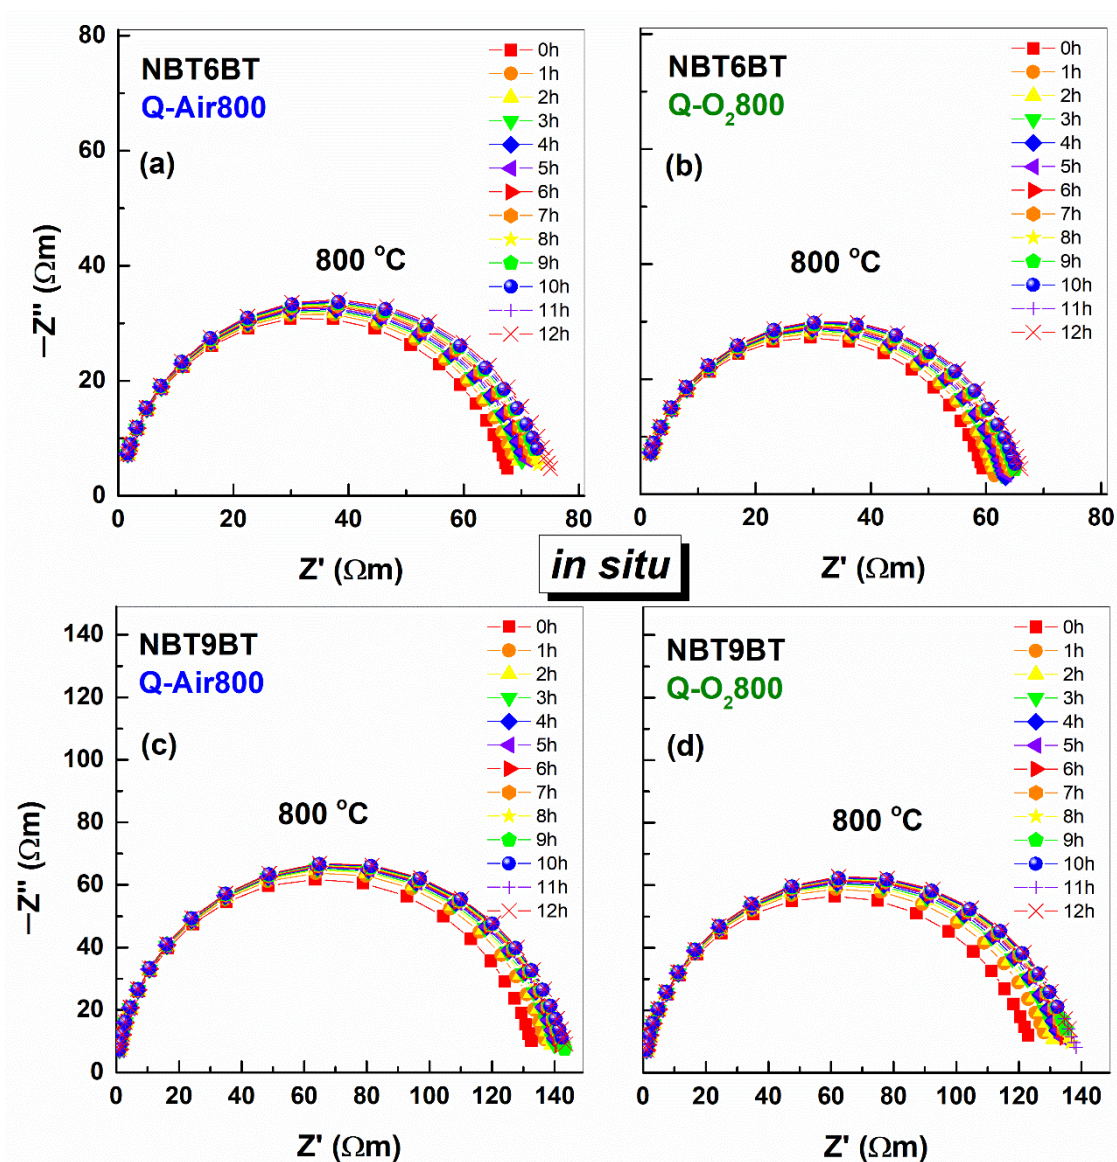 NBT6BT
Q-Air800
(a)
800 °C
0h
1h
2h
3h
4h
5h
6h
7h
8h
9h
10h
11h
12h
80
60
40
20
0
−Z'' (Ωm)
0 20 40 60 80
Z' (Ωm)
NBT6BT
Q-O₂800
(b)
800 °C
0h
1h
2h
3h
4h
5h
6h
7h
8h
9h
10h
11h
12h
0 10 20 30 40 50 60 70 80
Z' (Ωm)
in situ
NBT9BT
Q-Air800
(c)
800 °C
0h
1h
2h
3h
4h
5h
6h
7h
8h
9h
10h
11h
12h
140
120
100
80
60
40
20
0
−Z'' (Ωm)
0 20 40 60 80 100 120 140
Z' (Ωm)
NBT9BT
Q-O₂800
(d)
800 °C
0h
1h
2h
3h
4h
5h
6h
7h
8h
9h
10h
11h
12h
0 20 40 60 80 100 120 140
Z' (Ωm)